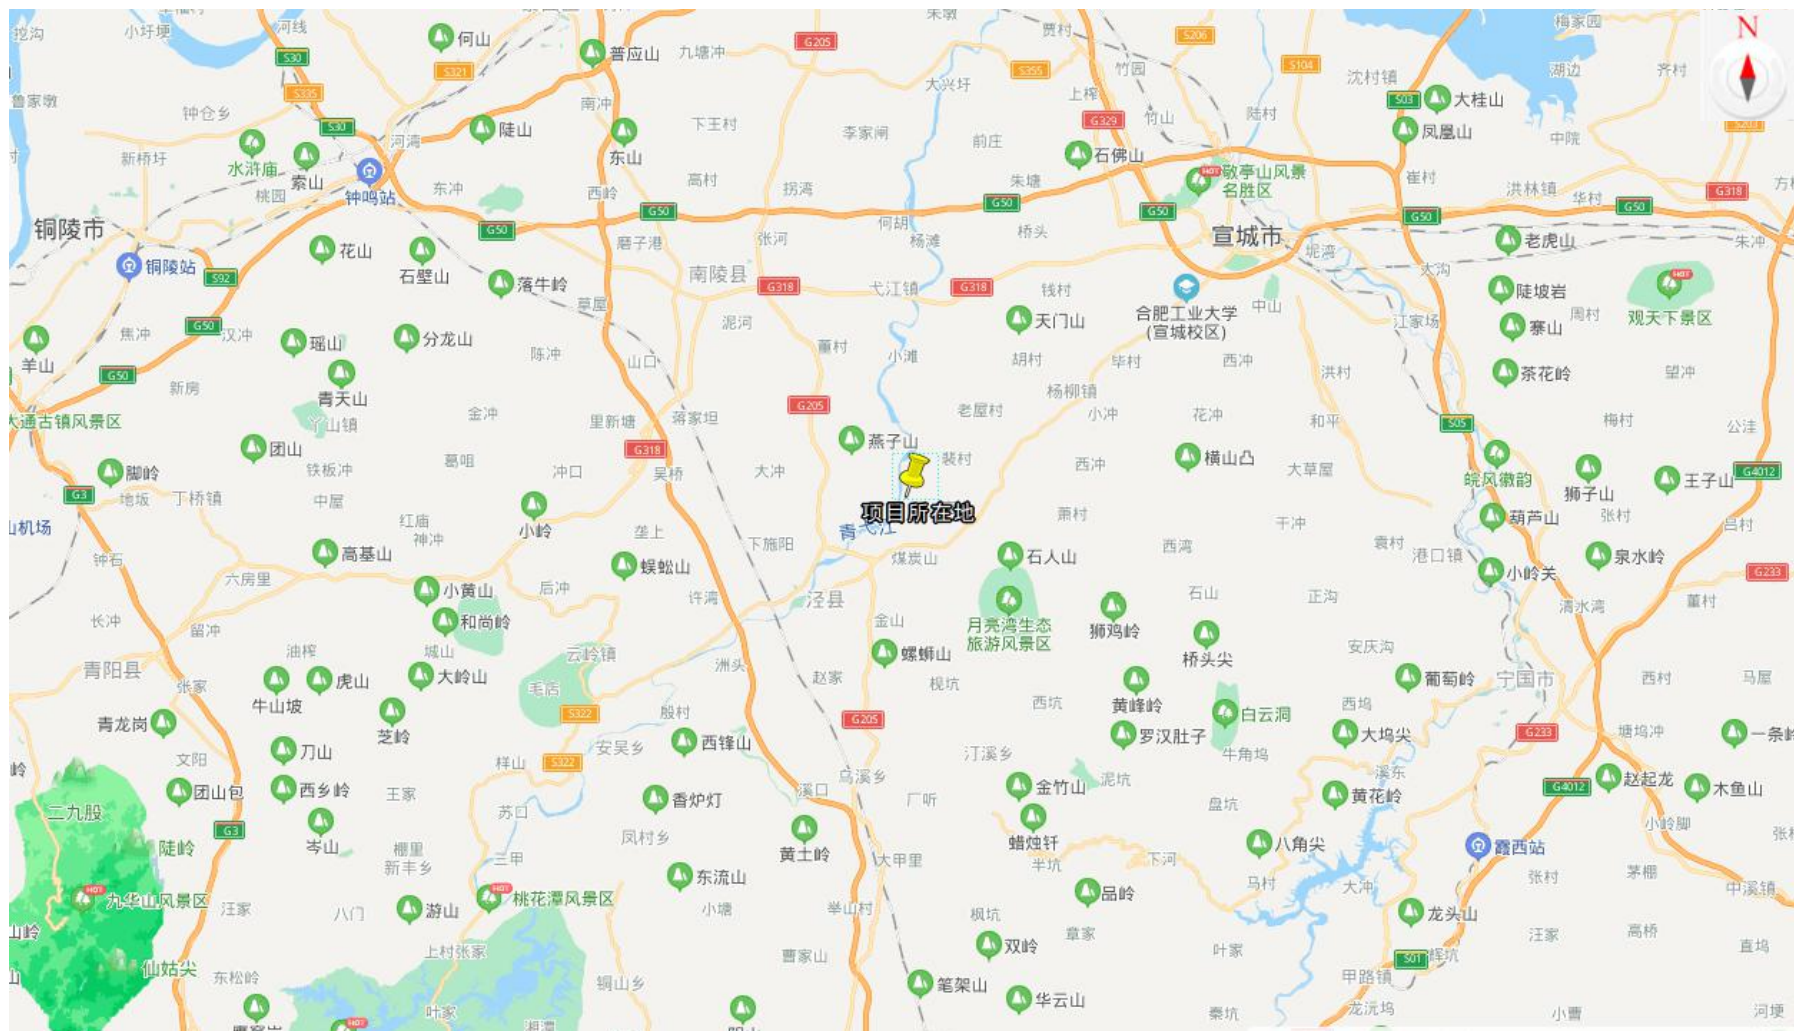 挖沟
小圩埂
河线
何山
普应山
九塘冲
G205
朱墩
贾村
S206
梅家园
N
S30
S321
S355
竹园
S104
沈村镇
湖边
齐村
鲁家墩
S335
大兴圩
上榨
S03
大桂山
钟仓乡
南冲
下王村
李家闸
前庄
G329
竹山
陆村
凤凰山
中院
S203
S30
河湾
陡山
东山
石佛山
新桥圩
水浒庙
索山
钟鸣站
桃园
东冲
西岭
高村
拐湾
朱塘
敬亭山风景
名胜区
HOT
崔村
洪林镇
华村
G318
铜陵市
G50
G50
何胡
G50
G50
G50
G50
花山
石壁山
磨子港
张河
杨滩
桥头
宣城市
堤湾
老虎山
朱冲
铜陵站
S92
落牛岭
南陵县
G318
弋江镇
G318
钱村
合肥工业大学
(宣城校区)
中山
大沟
陡坡岩
HOT
观天下景区
草屋
焦冲
G50
汉冲
瑶山
分龙山
泥河
天门山
江家场
寨山
周村
羊山
陈冲
山口
董村
小滩
胡村
毕村
西冲
洪村
茶花岭
望冲
G50
新房
青天山
杨柳镇
大通古镇风景区
丫山镇
金冲
里新塘
蒋家坦
G205
老屋村
小冲
花冲
和平
S05
梅村
公洼
团山
G318
燕子山
裴村
西冲
横山凸
大草屋
皖风徽韵
狮子山
王子山
G4012
脚岭
铁板冲
葛咀
冲口
吴桥
大冲
G3
地坂
丁桥镇
中屋
小岭
项目所在地
萧村
干冲
葫芦山
张村
吕村
山机场
红庙
神冲
垄上
青弋江
钟石
高基山
下施阳
煤炭山
石人山
西湾
袁村
港口镇
泉水岭
六房里
小黄山
后冲
蜈蚣山
小岭关
G233
许湾
泾县
石山
正沟
清水湾
董村
长冲
留冲
和尚岭
金山
月亮湾生态
旅游风景区
狮鸡岭
油榨
城山
云岭镇
螺蛳山
桥头尖
安庆沟
青阳县
张家
牛山坡
虎山
大岭山
毛店
洲头
赵家
枧坑
黄峰岭
葡萄岭
宁国市
西村
马屋
青龙岗
芝岭
S322
殷村
G205
西坑
白云洞
西坞
文阳
刀山
安吴乡
西锋山
汀溪乡
罗汉肚子
牛角坞
大坞尖
G233
塘坞冲
一条岭
样山
S322
团山包
西乡岭
王家
乌溪乡
金竹山
泥坑
溪东
G4012
赵起龙
木鱼山
二九股
香炉灯
溪口
厂听
盘坑
黄花岭
苏口
G3
岑山
凤村乡
蜡烛钎
小岭脚
陡岭
棚里
新丰乡
三甲
黄土岭
大甲里
半坑
下河
八角尖
霞西站
HOT
九华山风景区
汪家
八门
游山
HOT
桃花潭风景区
东流山
小塘
举山村
品岭
马村
大冲
张村
茅棚
中溪镇
枫坑
龙头山
上村张家
双岭
章家
叶家
汪家
高桥
直坞
仙姑尖
东松岭
曹家山
S01
辉坑
铜山乡
笔架山
华云山
甲路镇
叶家
HOT
湘潭
秦坑
龙沅坞
小曹
河埂